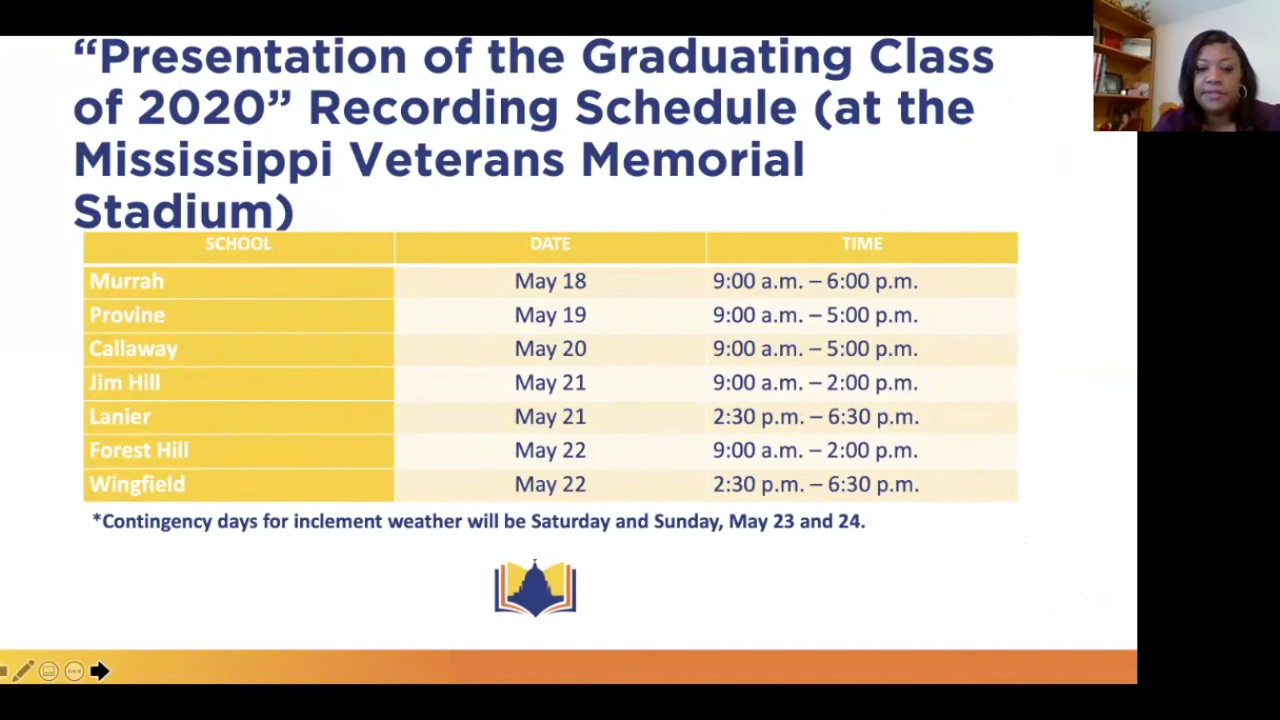 “Presentation of the Graduating Class
of 2020” Recording Schedule (at the
Mississippi Veterans Memorial
Stadium)
SCHOOL DATE TIME
Murrah May 18 9:00 a.m. – 6:00 p.m.
Provine May 19 9:00 a.m. – 5:00 p.m.
Callaway May 20 9:00 a.m. – 5:00 p.m.
Jim Hill May 21 9:00 a.m. – 2:00 p.m.
Lanier May 21 2:30 p.m. – 6:30 p.m.
Forest Hill May 22 9:00 a.m. – 2:00 p.m.
Wingfield May 22 2:30 p.m. – 6:30 p.m.
*Contingency days for inclement weather will be Saturday and Sunday, May 23 and 24.